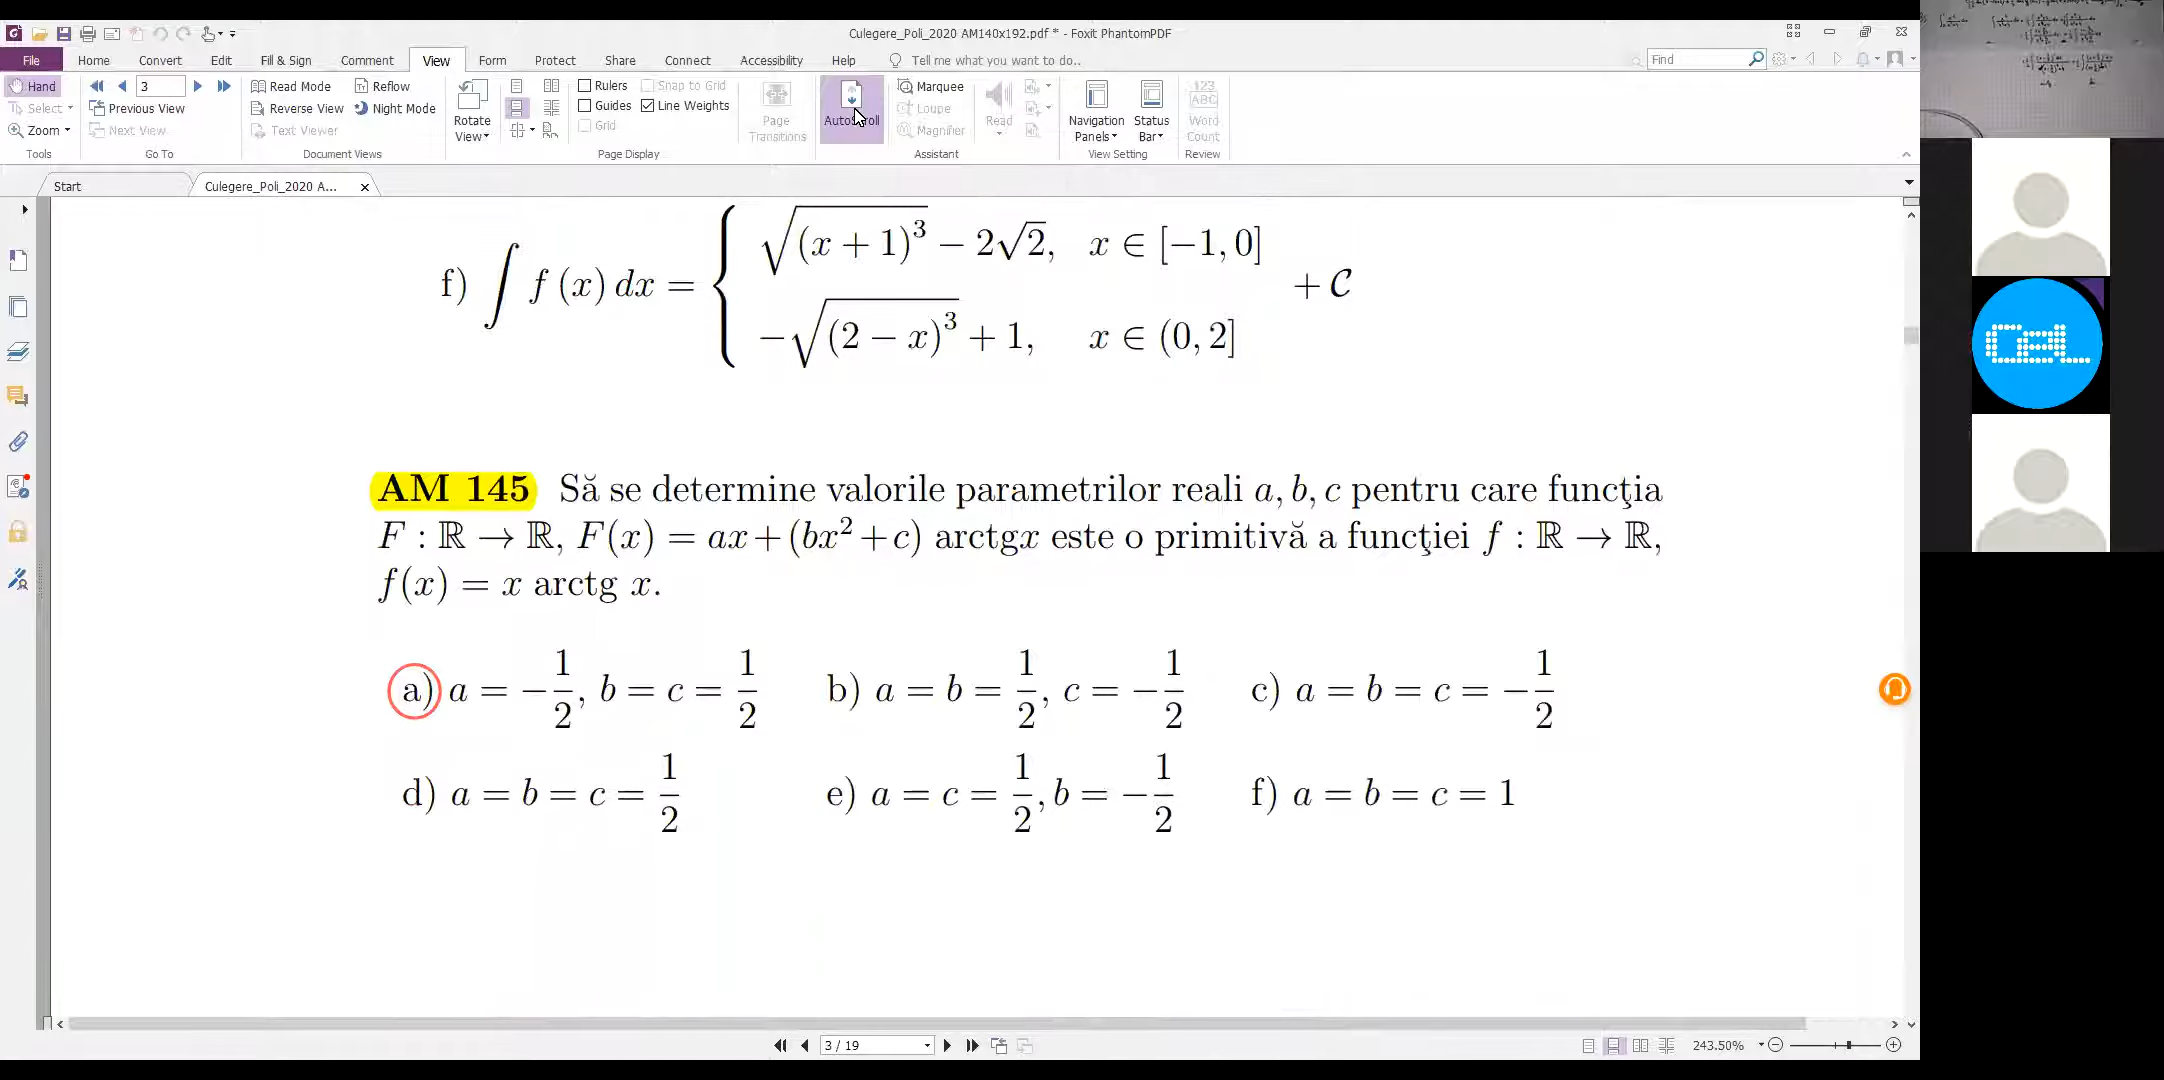 Culegere_Poli_2020 AM140x192.pdf * - Foxit PhantomPDF
File Home Convert Edit Fill & Sign Comment View Form Protect Share Connect Accessibility Help Tell me what you want to do.. Find
Hand 3 Read Mode Reflow Rulers Snap to Grid Marquee 123
Select Previous View Reverse View Night Mode Guides Line Weights Loupe ABC
Zoom Next View Text Viewer Rotate View Grid Page Transitions AutoScroll Magnifier Read Navigation Panels Status Bar Word Count
Tools Go To Document Views Page Display Assistant View Setting Review
Start Culegere_Poli_2020 A...
f) ∫ f (x) dx = { √(x + 1)³ − 2√2, x ∈ [−1, 0]
−√(2 − x)³ + 1, x ∈ (0, 2] + C
AM 145 Să se determine valorile parametrilor reali a, b, c pentru care funcţia
F : ℝ → ℝ, F(x) = ax+(bx²+c) arctgx este o primitivă a funcţiei f : ℝ → ℝ,
f(x) = x arctg x.
a) a = −1/2, b = c = 1/2 b) a = b = 1/2, c = −1/2 c) a = b = c = −1/2
d) a = b = c = 1/2 e) a = c = 1/2, b = −1/2 f) a = b = c = 1
3 / 19 243.50%